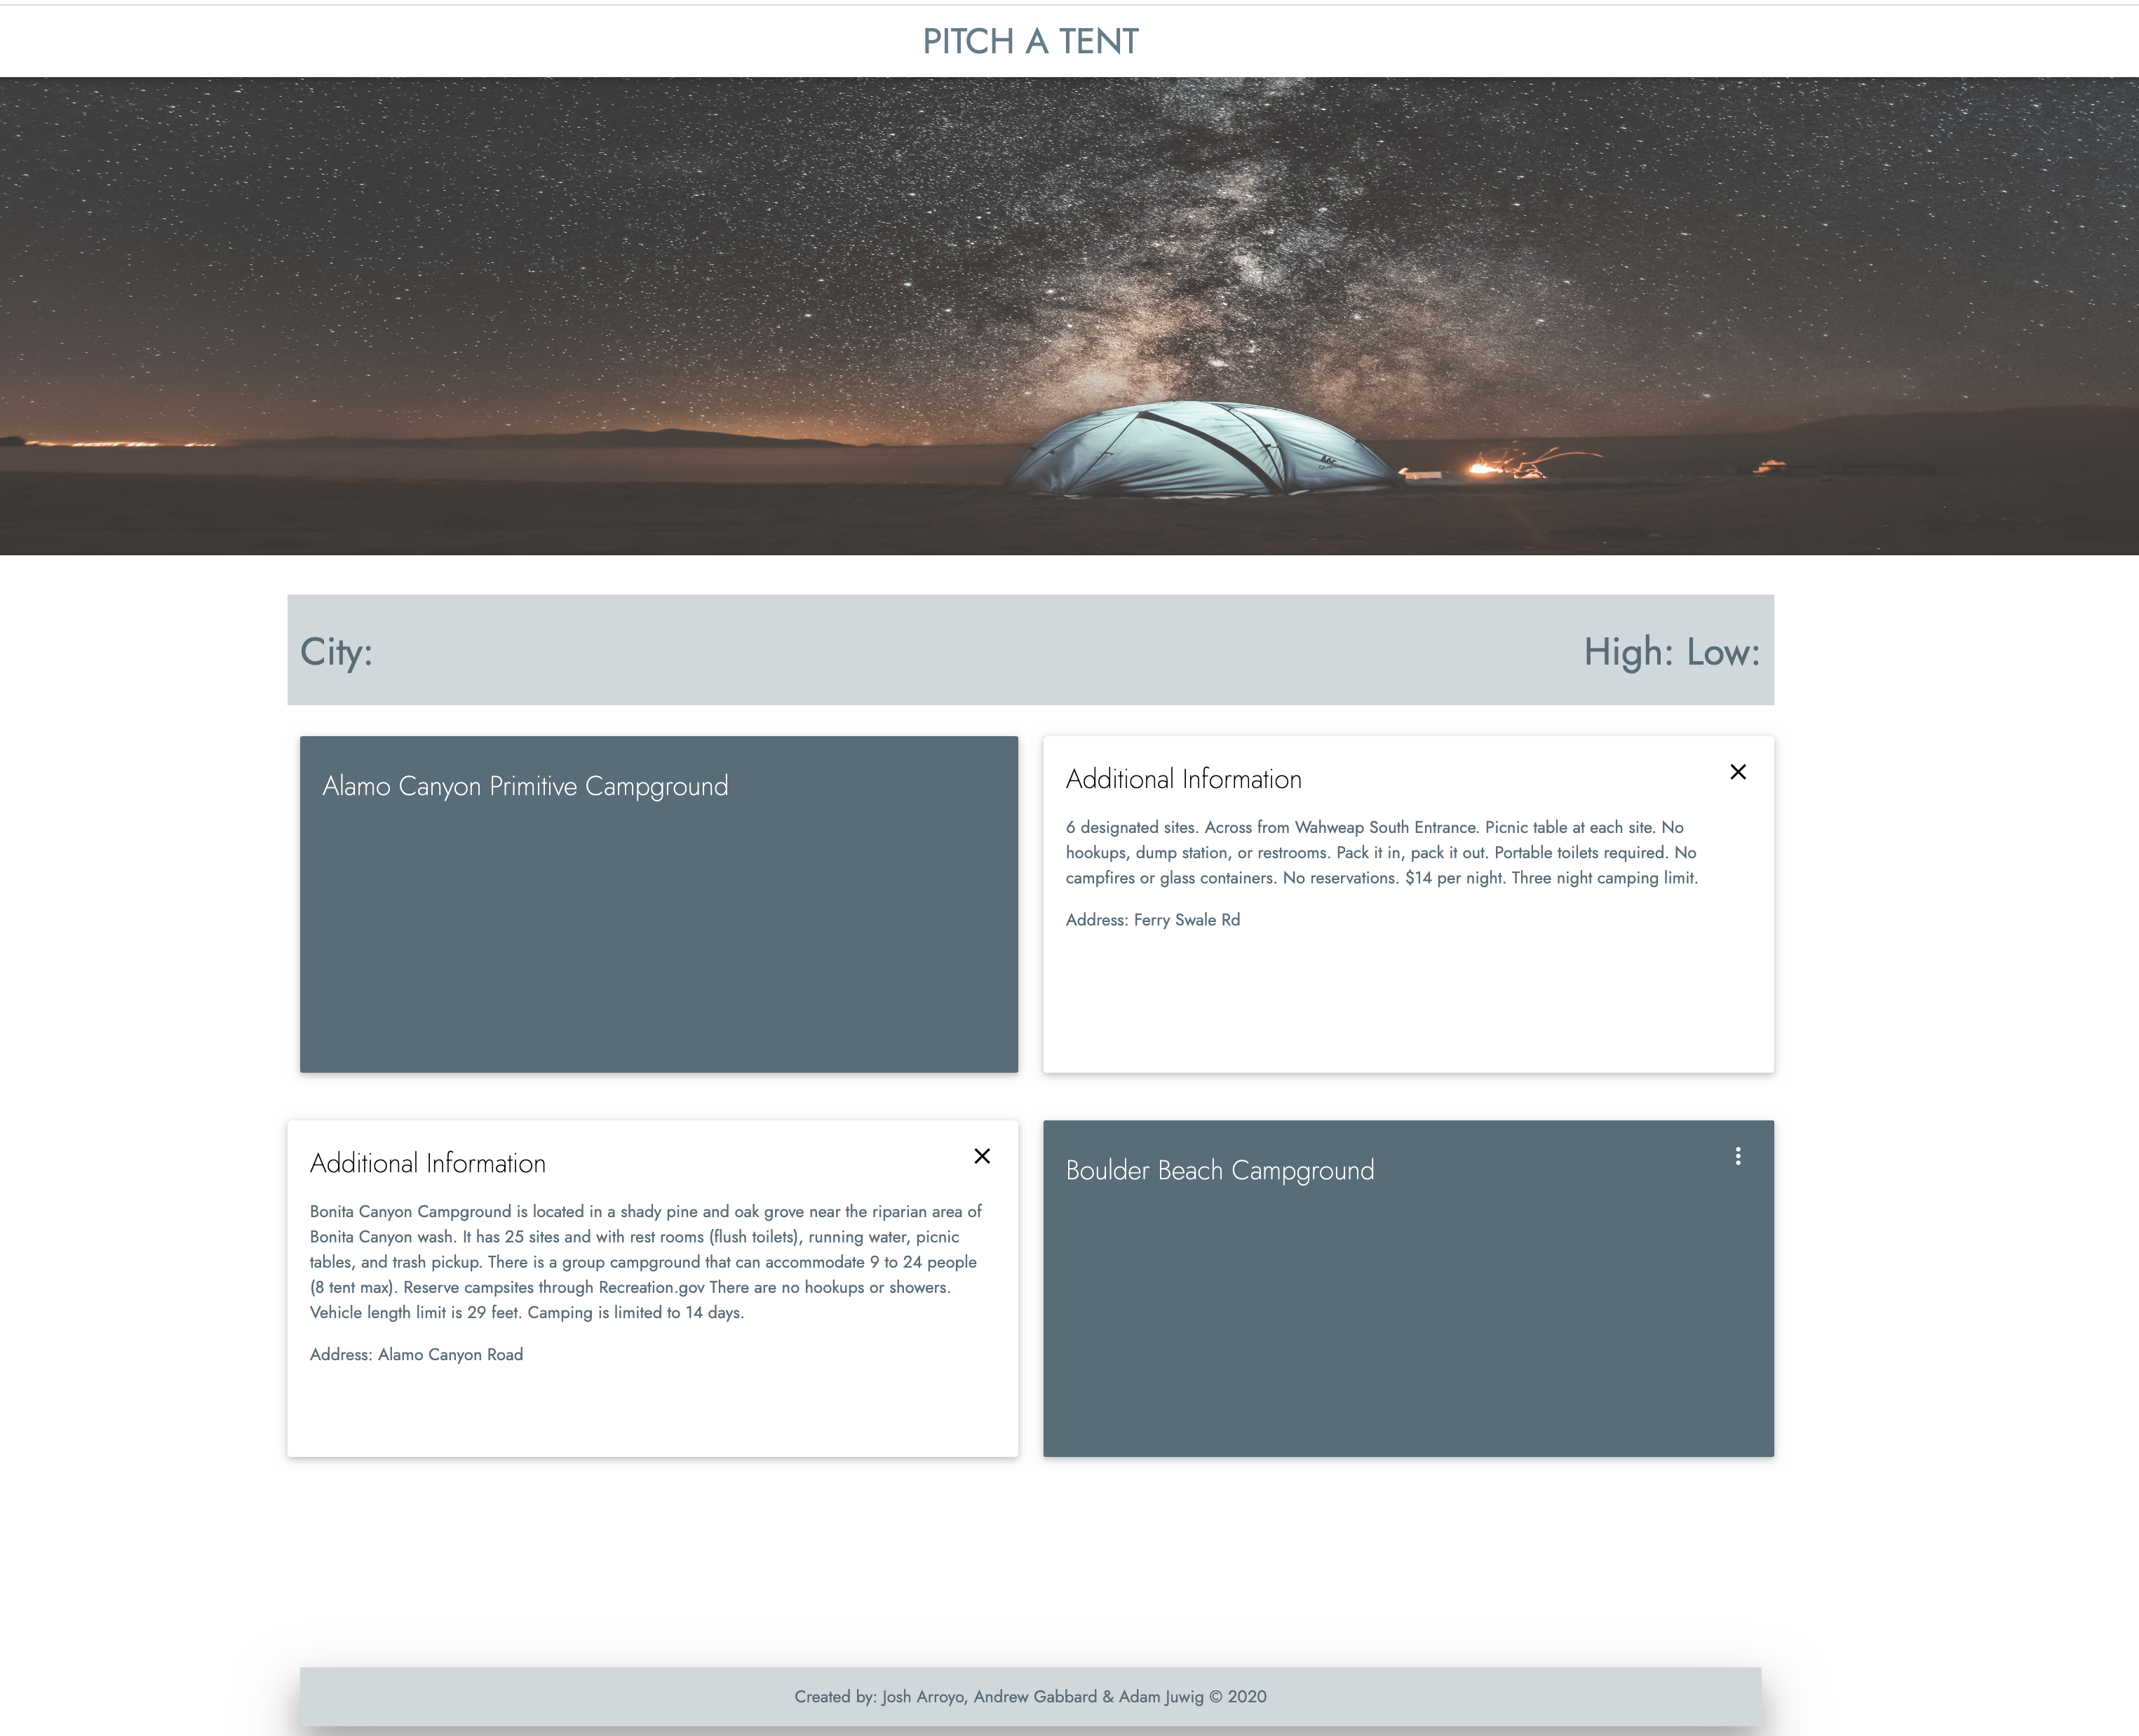 PITCH A TENT
City:
High: Low:
Alamo Canyon Primitive Campground
Additional Information
6 designated sites. Across from Wahweap South Entrance. Picnic table at each site. No
hookups, dump station, or restrooms. Pack it in, pack it out. Portable toilets required. No
campfires or glass containers. No reservations. $14 per night. Three night camping limit.
Address: Ferry Swale Rd
Additional Information
Bonita Canyon Campground is located in a shady pine and oak grove near the riparian area of
Bonita Canyon wash. It has 25 sites and with rest rooms (flush toilets), running water, picnic
tables, and trash pickup. There is a group campground that can accommodate 9 to 24 people
(8 tent max). Reserve campsites through Recreation.gov There are no hookups or showers.
Vehicle length limit is 29 feet. Camping is limited to 14 days.
Address: Alamo Canyon Road
Boulder Beach Campground
Created by: Josh Arroyo, Andrew Gabbard & Adam Juwig © 2020